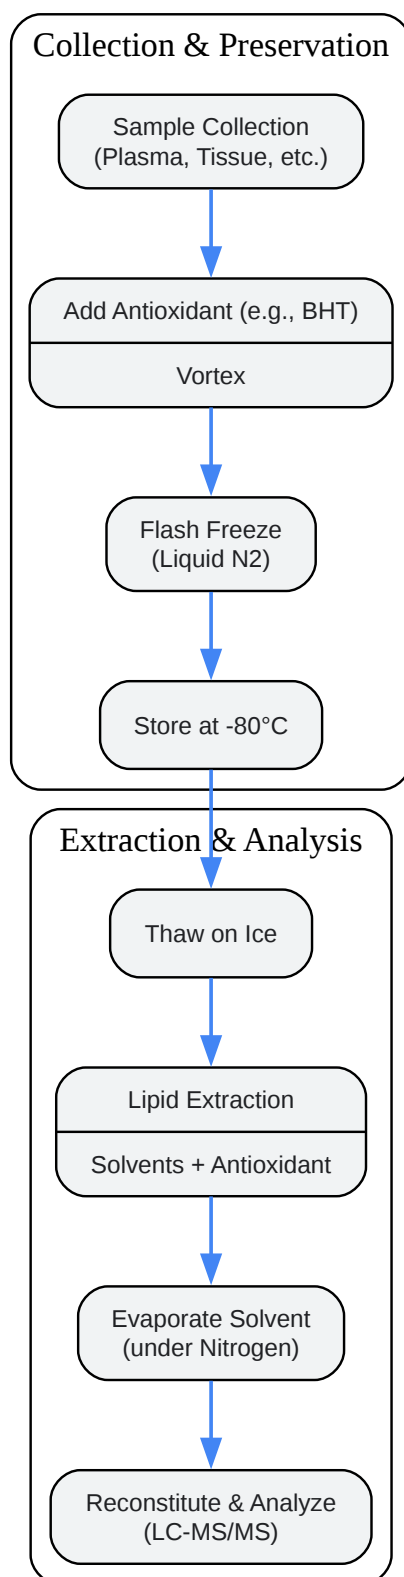 Collection & Preservation
Sample Collection
(Plasma, Tissue, etc.)
Add Antioxidant (e.g., BHT)
Vortex
Flash Freeze
(Liquid N2)
Store at -80°C
Extraction & Analysis
Thaw on Ice
Lipid Extraction
Solvents + Antioxidant
Evaporate Solvent
(under Nitrogen)
Reconstitute & Analyze
(LC-MS/MS)